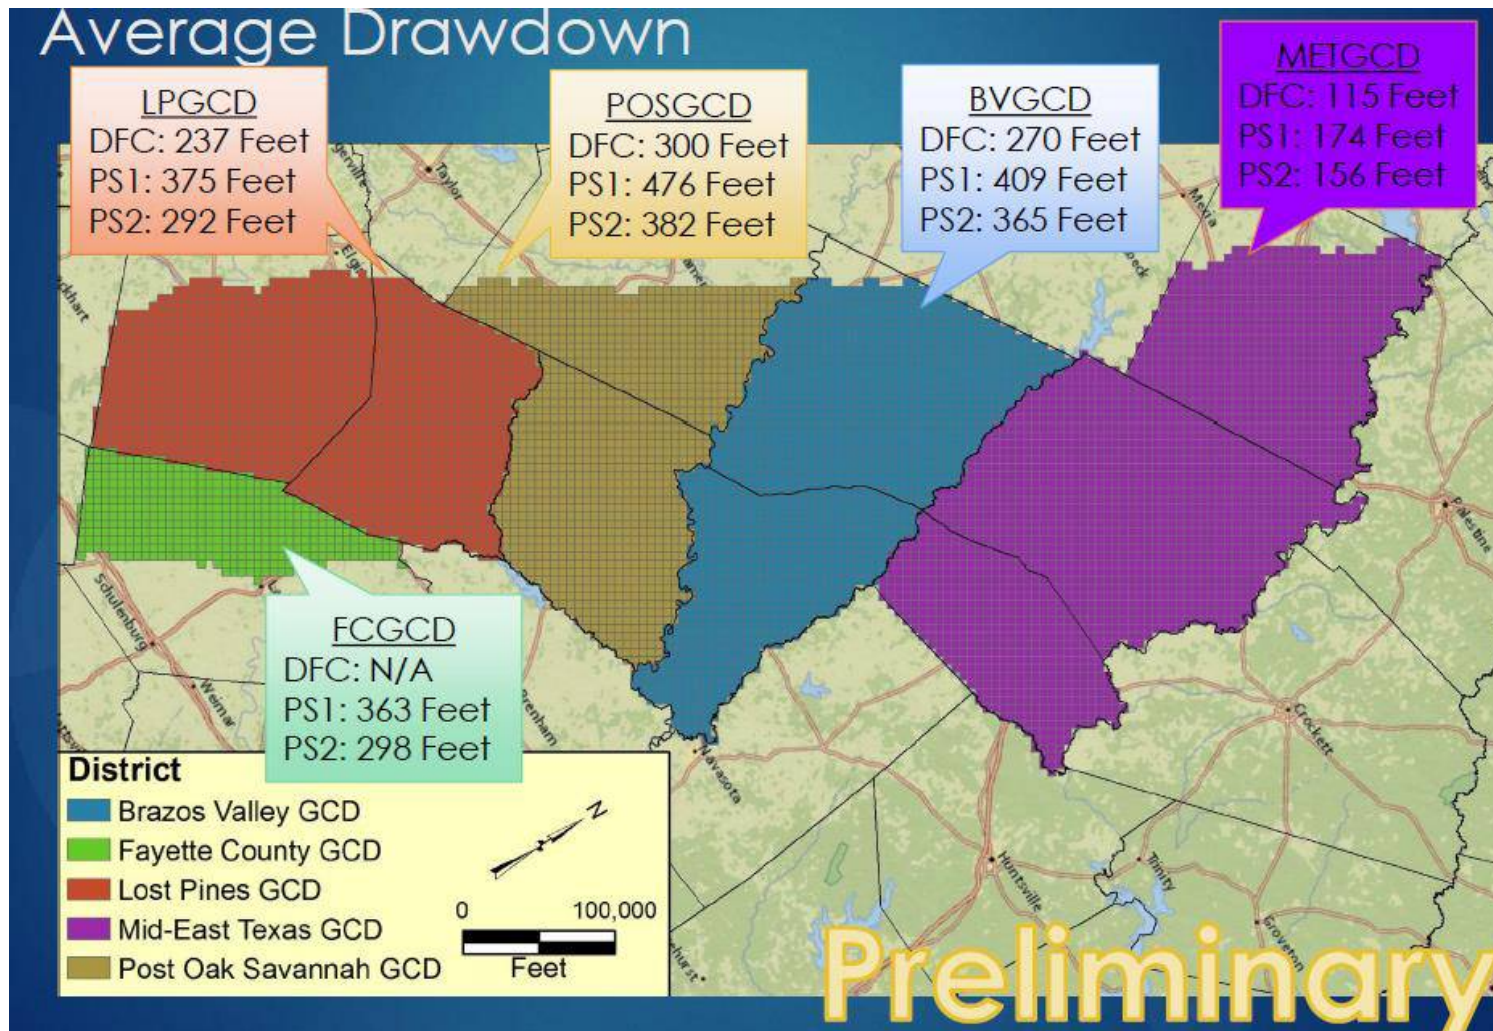 Average Drawdown
LPGCD
DFC: 237 Feet
PS1: 375 Feet
PS2: 292 Feet
POSGCD
DFC: 300 Feet
PS1: 476 Feet
PS2: 382 Feet
BVGCD
DFC: 270 Feet
PS1: 409 Feet
PS2: 365 Feet
METGCD
DFC: 115 Feet
PS1: 174 Feet
PS2: 156 Feet
Taylor
Mexia
Palestine
Schulenburg
Weimar
FCGCD
DFC: N/A
PS1: 363 Feet
PS2: 298 Feet
Navasota
Crockett
Huntsville
Trinity
Groveton
District
Brazos Valley GCD
Fayette County GCD
Lost Pines GCD
Mid-East Texas GCD
Post Oak Savannah GCD
N
0 100,000
Feet
Preliminary